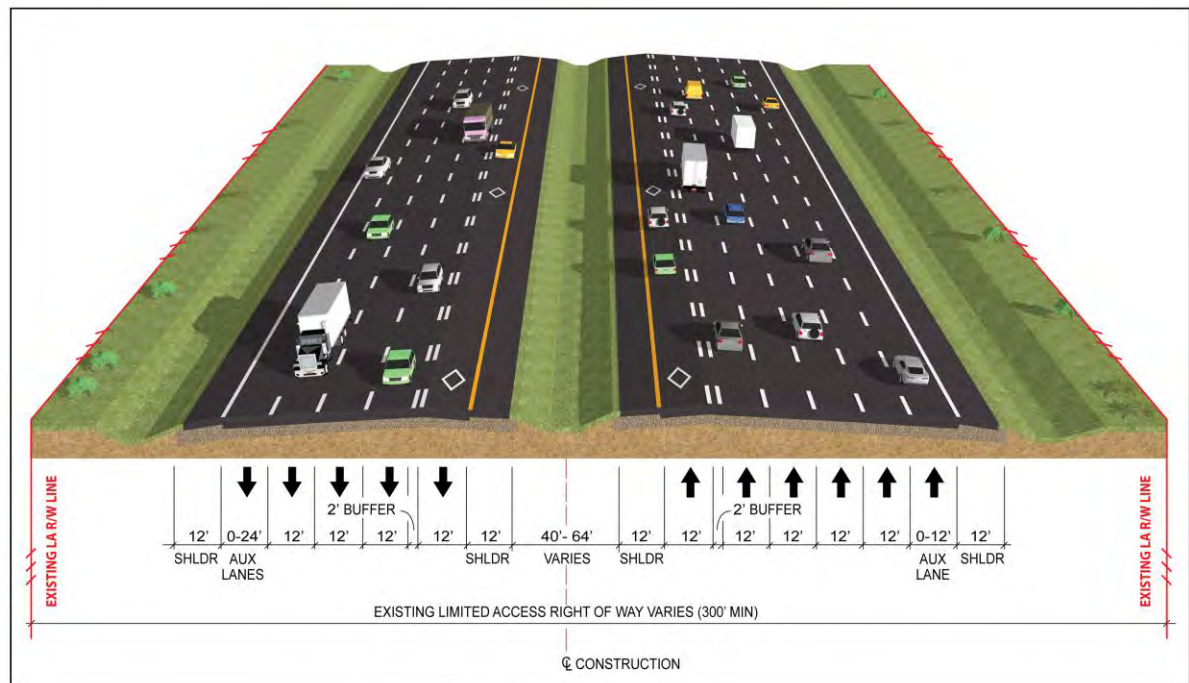 2' BUFFER 2' BUFFER
12' 0-24' 12' 12' 12' 12' 12' 40'- 64' 12' 12' 12' 12' 12' 12' 0-12' 12'
SHLDR AUX SHLDR VARIES SHLDR AUX SHLDR
LANES LANE
EXISTING LA R/W LINE
EXISTING LA R/W LINE
EXISTING LIMITED ACCESS RIGHT OF WAY VARIES (300' MIN)
℄ CONSTRUCTION